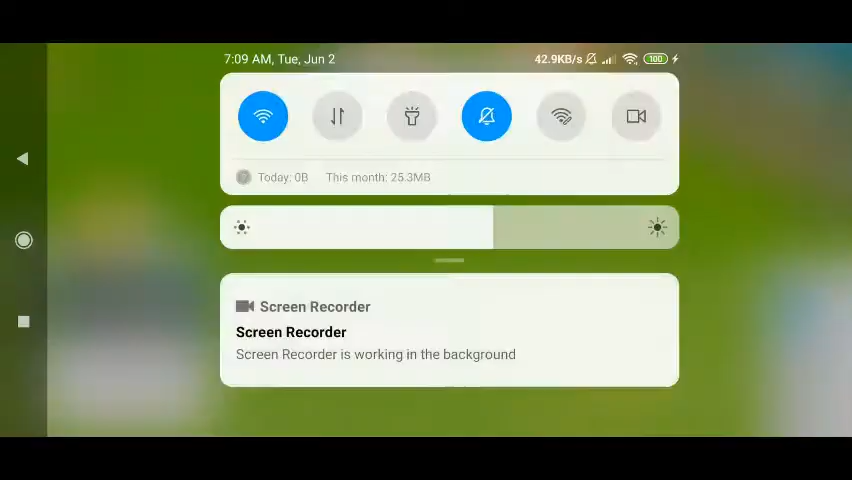 7:09 AM, Tue, Jun 2
42.9KB/s
100
Today: 0B This month: 25.3MB
Screen Recorder
Screen Recorder
Screen Recorder is working in the background